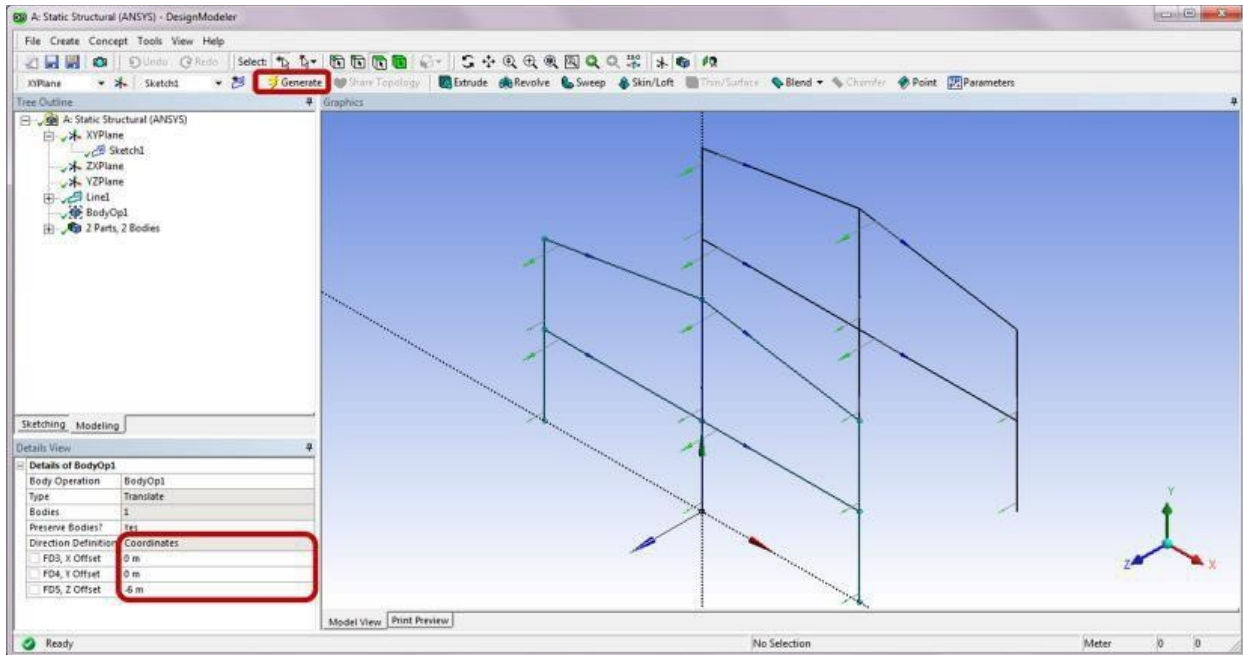 A: Static Structural (ANSYS) - DesignModeler
File Create Concept Tools View Help
Undo Redo Select:
XYPlane Sketch1 Generate Share Topology Extrude Revolve Sweep Skin/Loft Thin/Surface Blend Chamfer Point Parameters
Tree Outline
Graphics
A: Static Structural (ANSYS)
XYPlane
Sketch1
ZXPlane
YZPlane
Line1
BodyOp1
2 Parts, 2 Bodies
Sketching Modeling
Details View
Details of BodyOp1
Body Operation BodyOp1
Type Translate
Bodies 1
Preserve Bodies? Yes
Direction Definition Coordinates
FD3, X Offset 0 m
FD4, Y Offset 0 m
FD5, Z Offset -6 m
Y
Z X
Model View Print Preview
Ready No Selection Meter 0 0